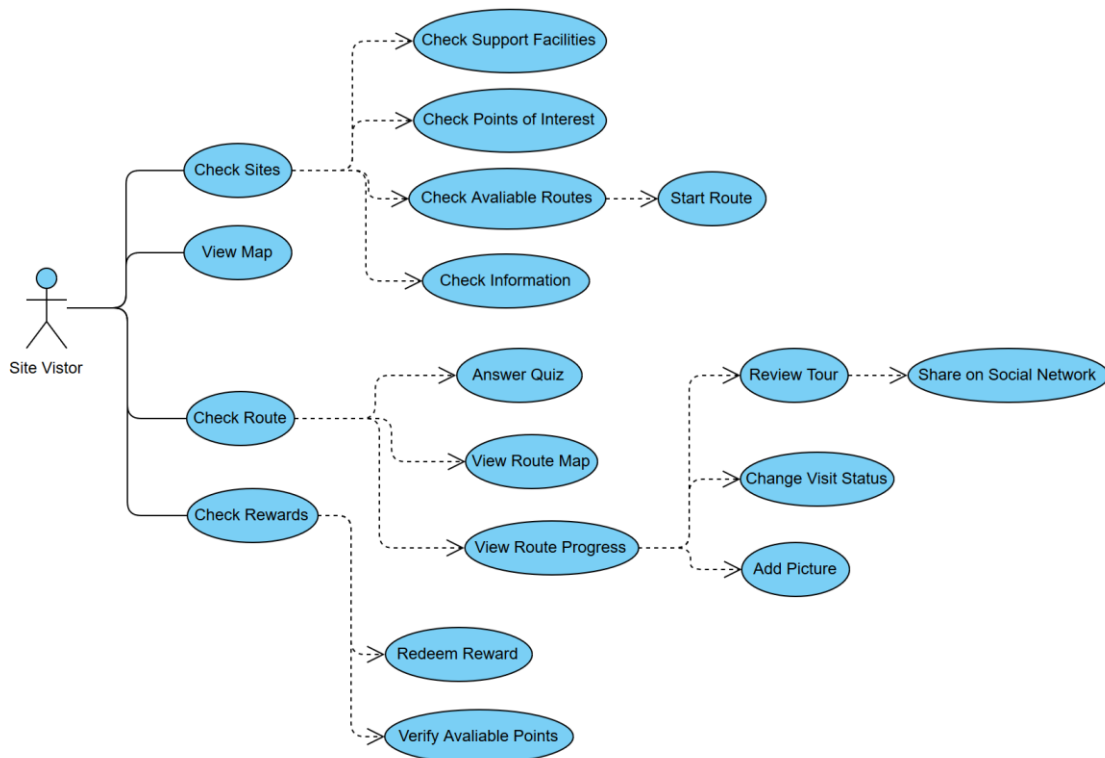 Check Support Facilities
Check Points of Interest
Check Sites
Check Avaliable Routes
Start Route
View Map
Check Information
Site Vistor
Answer Quiz
Review Tour
Share on Social Network
Check Route
View Route Map
Change Visit Status
Check Rewards
View Route Progress
Add Picture
Redeem Reward
Verify Avaliable Points